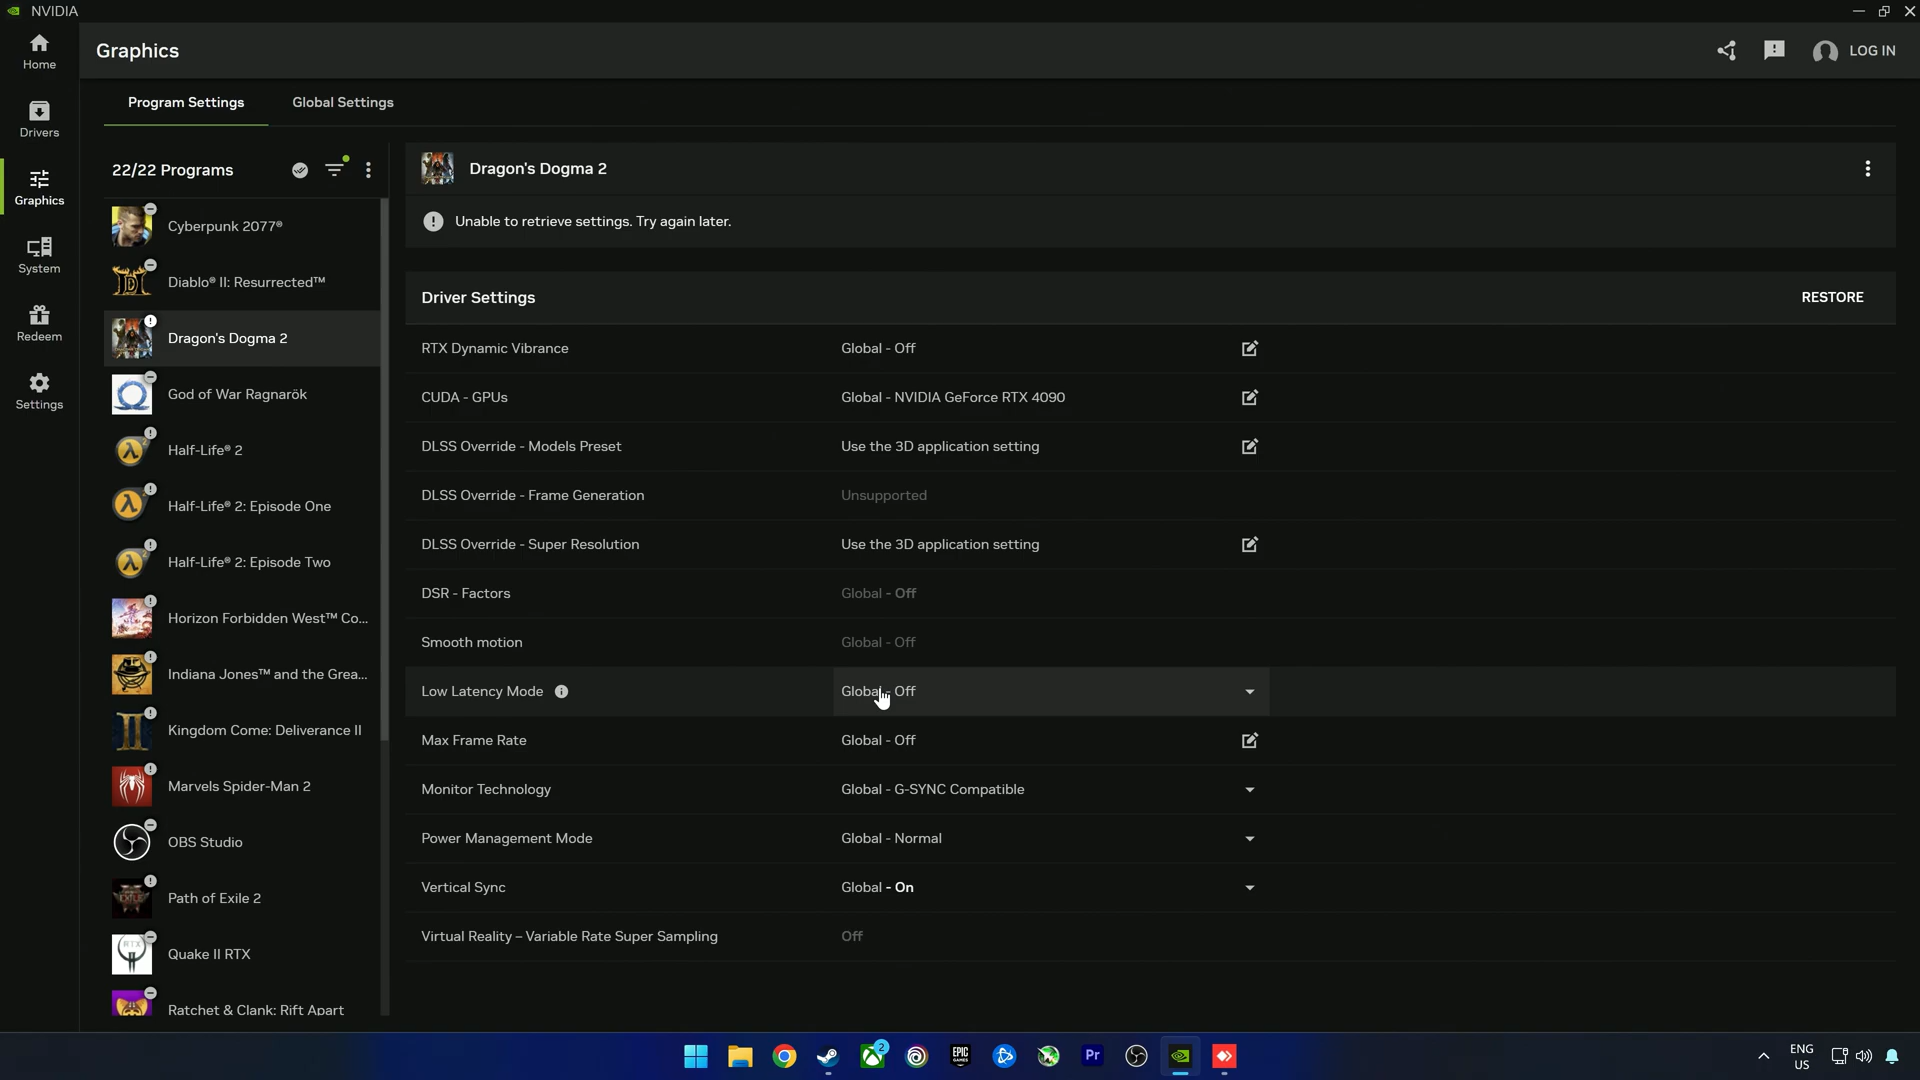 NVIDIA
Home
Drivers
Graphics
System
Redeem
Settings
Graphics
LOG IN
Program Settings
Global Settings
22/22 Programs
Cyberpunk 2077®
Diablo® II: Resurrected™
Dragon's Dogma 2
God of War Ragnarök
Half-Life® 2
Half-Life® 2: Episode One
Half-Life® 2: Episode Two
Horizon Forbidden West™ Co...
Indiana Jones™ and the Grea...
Kingdom Come: Deliverance II
Marvels Spider-Man 2
OBS Studio
Path of Exile 2
Quake II RTX
Ratchet & Clank: Rift Apart
Dragon's Dogma 2
Unable to retrieve settings. Try again later.
Driver Settings
RESTORE
RTX Dynamic Vibrance Global - Off
CUDA - GPUs Global - NVIDIA GeForce RTX 4090
DLSS Override - Models Preset Use the 3D application setting
DLSS Override - Frame Generation Unsupported
DLSS Override - Super Resolution Use the 3D application setting
DSR - Factors Global - Off
Smooth motion Global - Off
Low Latency Mode Global - Off
Max Frame Rate Global - Off
Monitor Technology Global - G-SYNC Compatible
Power Management Mode Global - Normal
Vertical Sync Global - On
Virtual Reality – Variable Rate Super Sampling Off
2
EPIC
GAMES
Pr
ENG
US